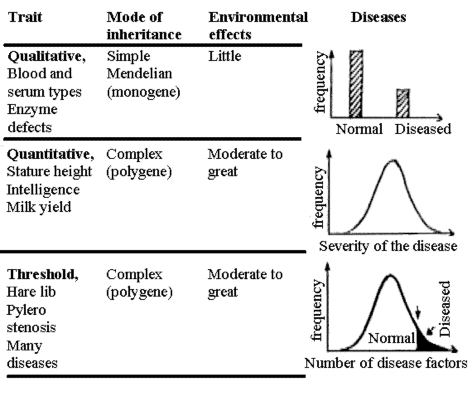 Trait Mode of inheritance Environmental effects Diseases
Qualitative,
Blood and
serum types
Enzyme
defects
Simple
Mendelian
(monogene)
Little
frequency
Normal Diseased
Quantitative,
Stature height
Intelligence
Milk yield
Complex
(polygene)
Moderate to
great
frequency
Severity of the disease
Threshold,
Hare lib
Pylero
stenosis
Many
diseases
Complex
(polygene)
Moderate to
great
frequency
Normal
Diseased
Number of disease factors